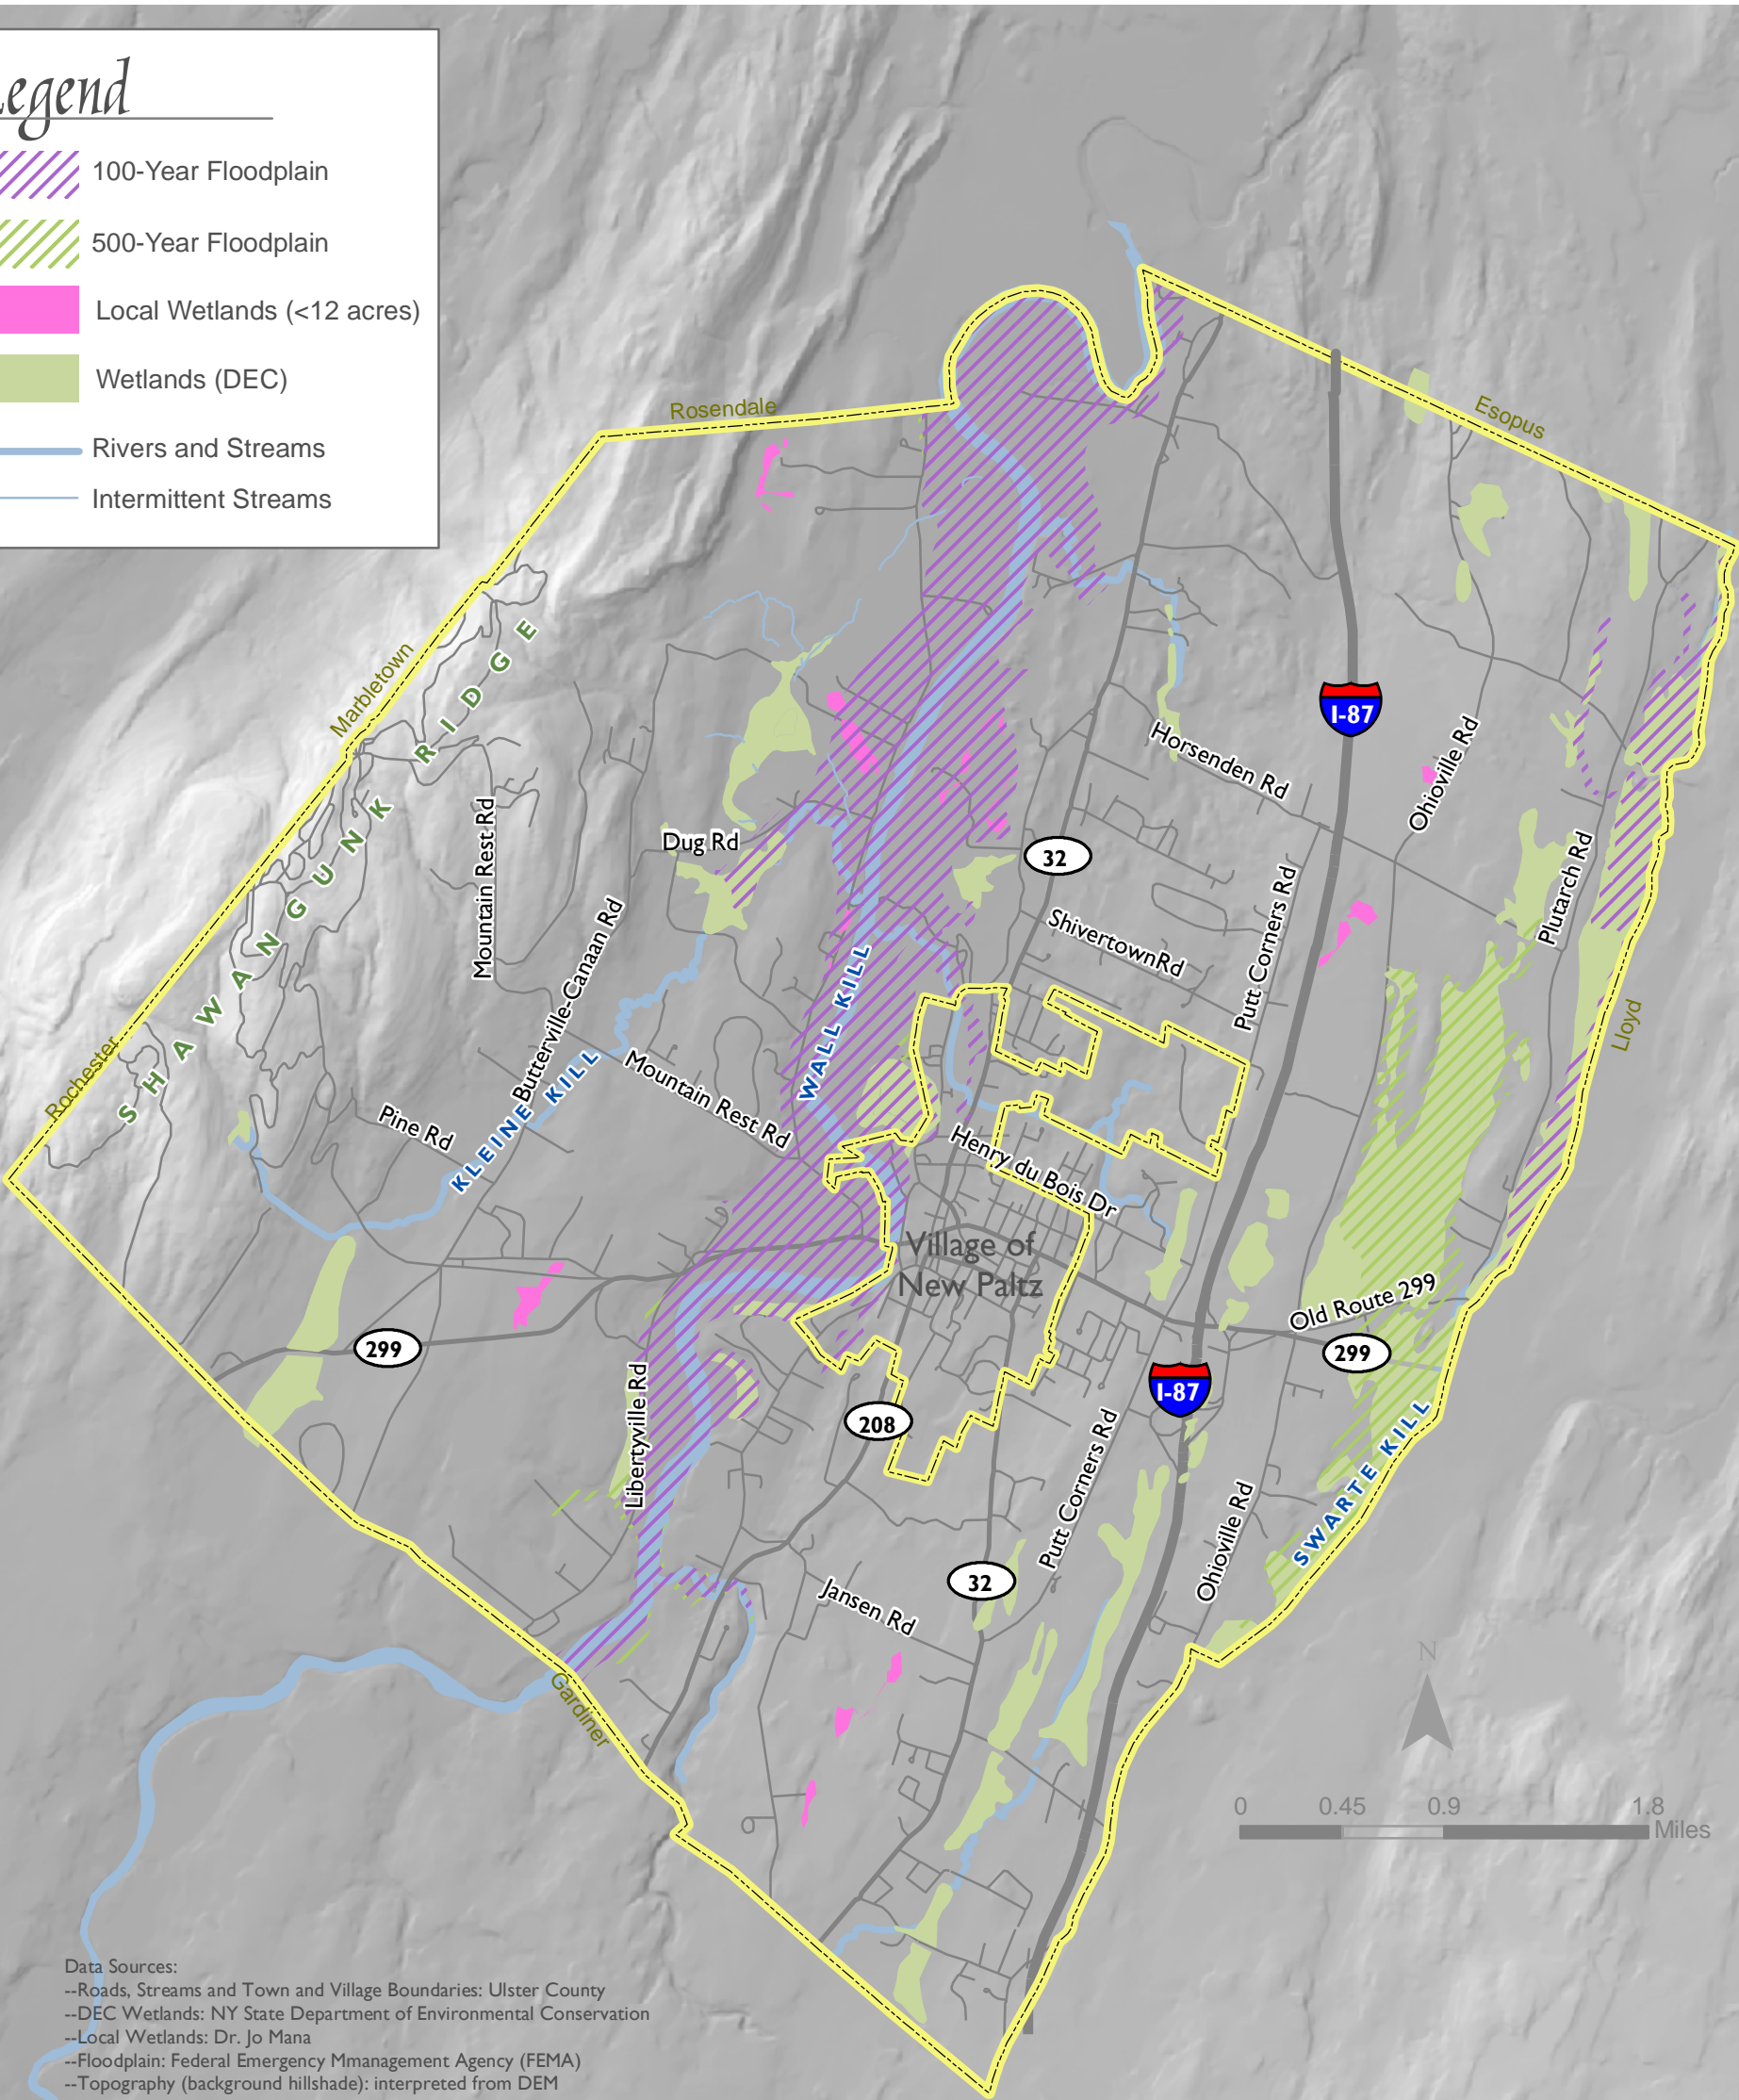 Legend
100-Year Floodplain
500-Year Floodplain
Local Wetlands (<12 acres)
Wetlands (DEC)
Rivers and Streams
Intermittent Streams
Rosendale
Esopus
Marbletown
SHAWANGUNK RIDGE
I-87
Horsenden Rd
Ohioville Rd
Mountain Rest Rd
Dug Rd
32
Plutarch Rd
Butterville-Canaan Rd
Shivertown Rd
Putt Corners Rd
WALL KILL
Lloyd
Rochester
KLEINE KILL
Mountain Rest Rd
Pine Rd
Henry du Bois Dr
Village of
New Paltz
Old Route 299
299
299
I-87
Libertyville Rd
208
Putt Corners Rd
SWARTE KILL
Ohioville Rd
32
Jansen Rd
Gardiner
N
0 0.45 0.9 1.8
Miles
Data Sources:
--Roads, Streams and Town and Village Boundaries: Ulster County
--DEC Wetlands: NY State Department of Environmental Conservation
--Local Wetlands: Dr. Jo Mana
--Floodplain: Federal Emergency Mmanagement Agency (FEMA)
--Topography (background hillshade): interpreted from DEM